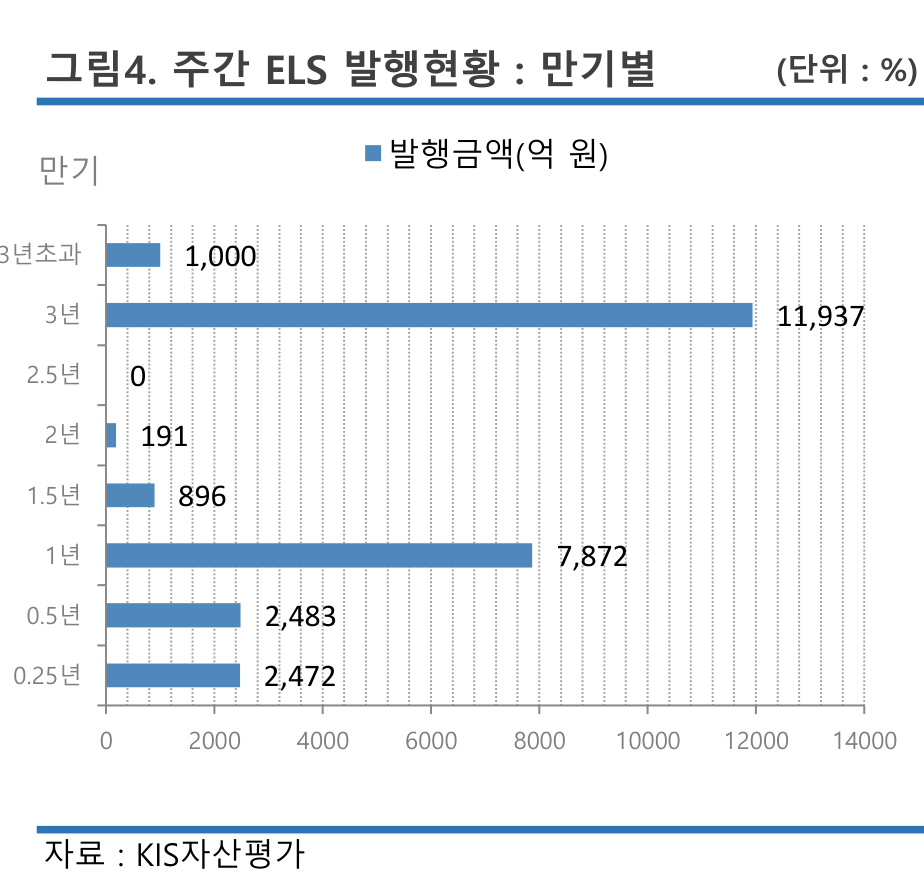 그림4. 주간 ELS 발행현황 : 만기별 (단위 : %)
발행금액(억 원)
만기
3년초과 1,000
3년 11,937
2.5년 0
2년 191
1.5년 896
1년 7,872
0.5년 2,483
0.25년 2,472
0 2000 4000 6000 8000 10000 12000 14000
자료 : KIS자산평가